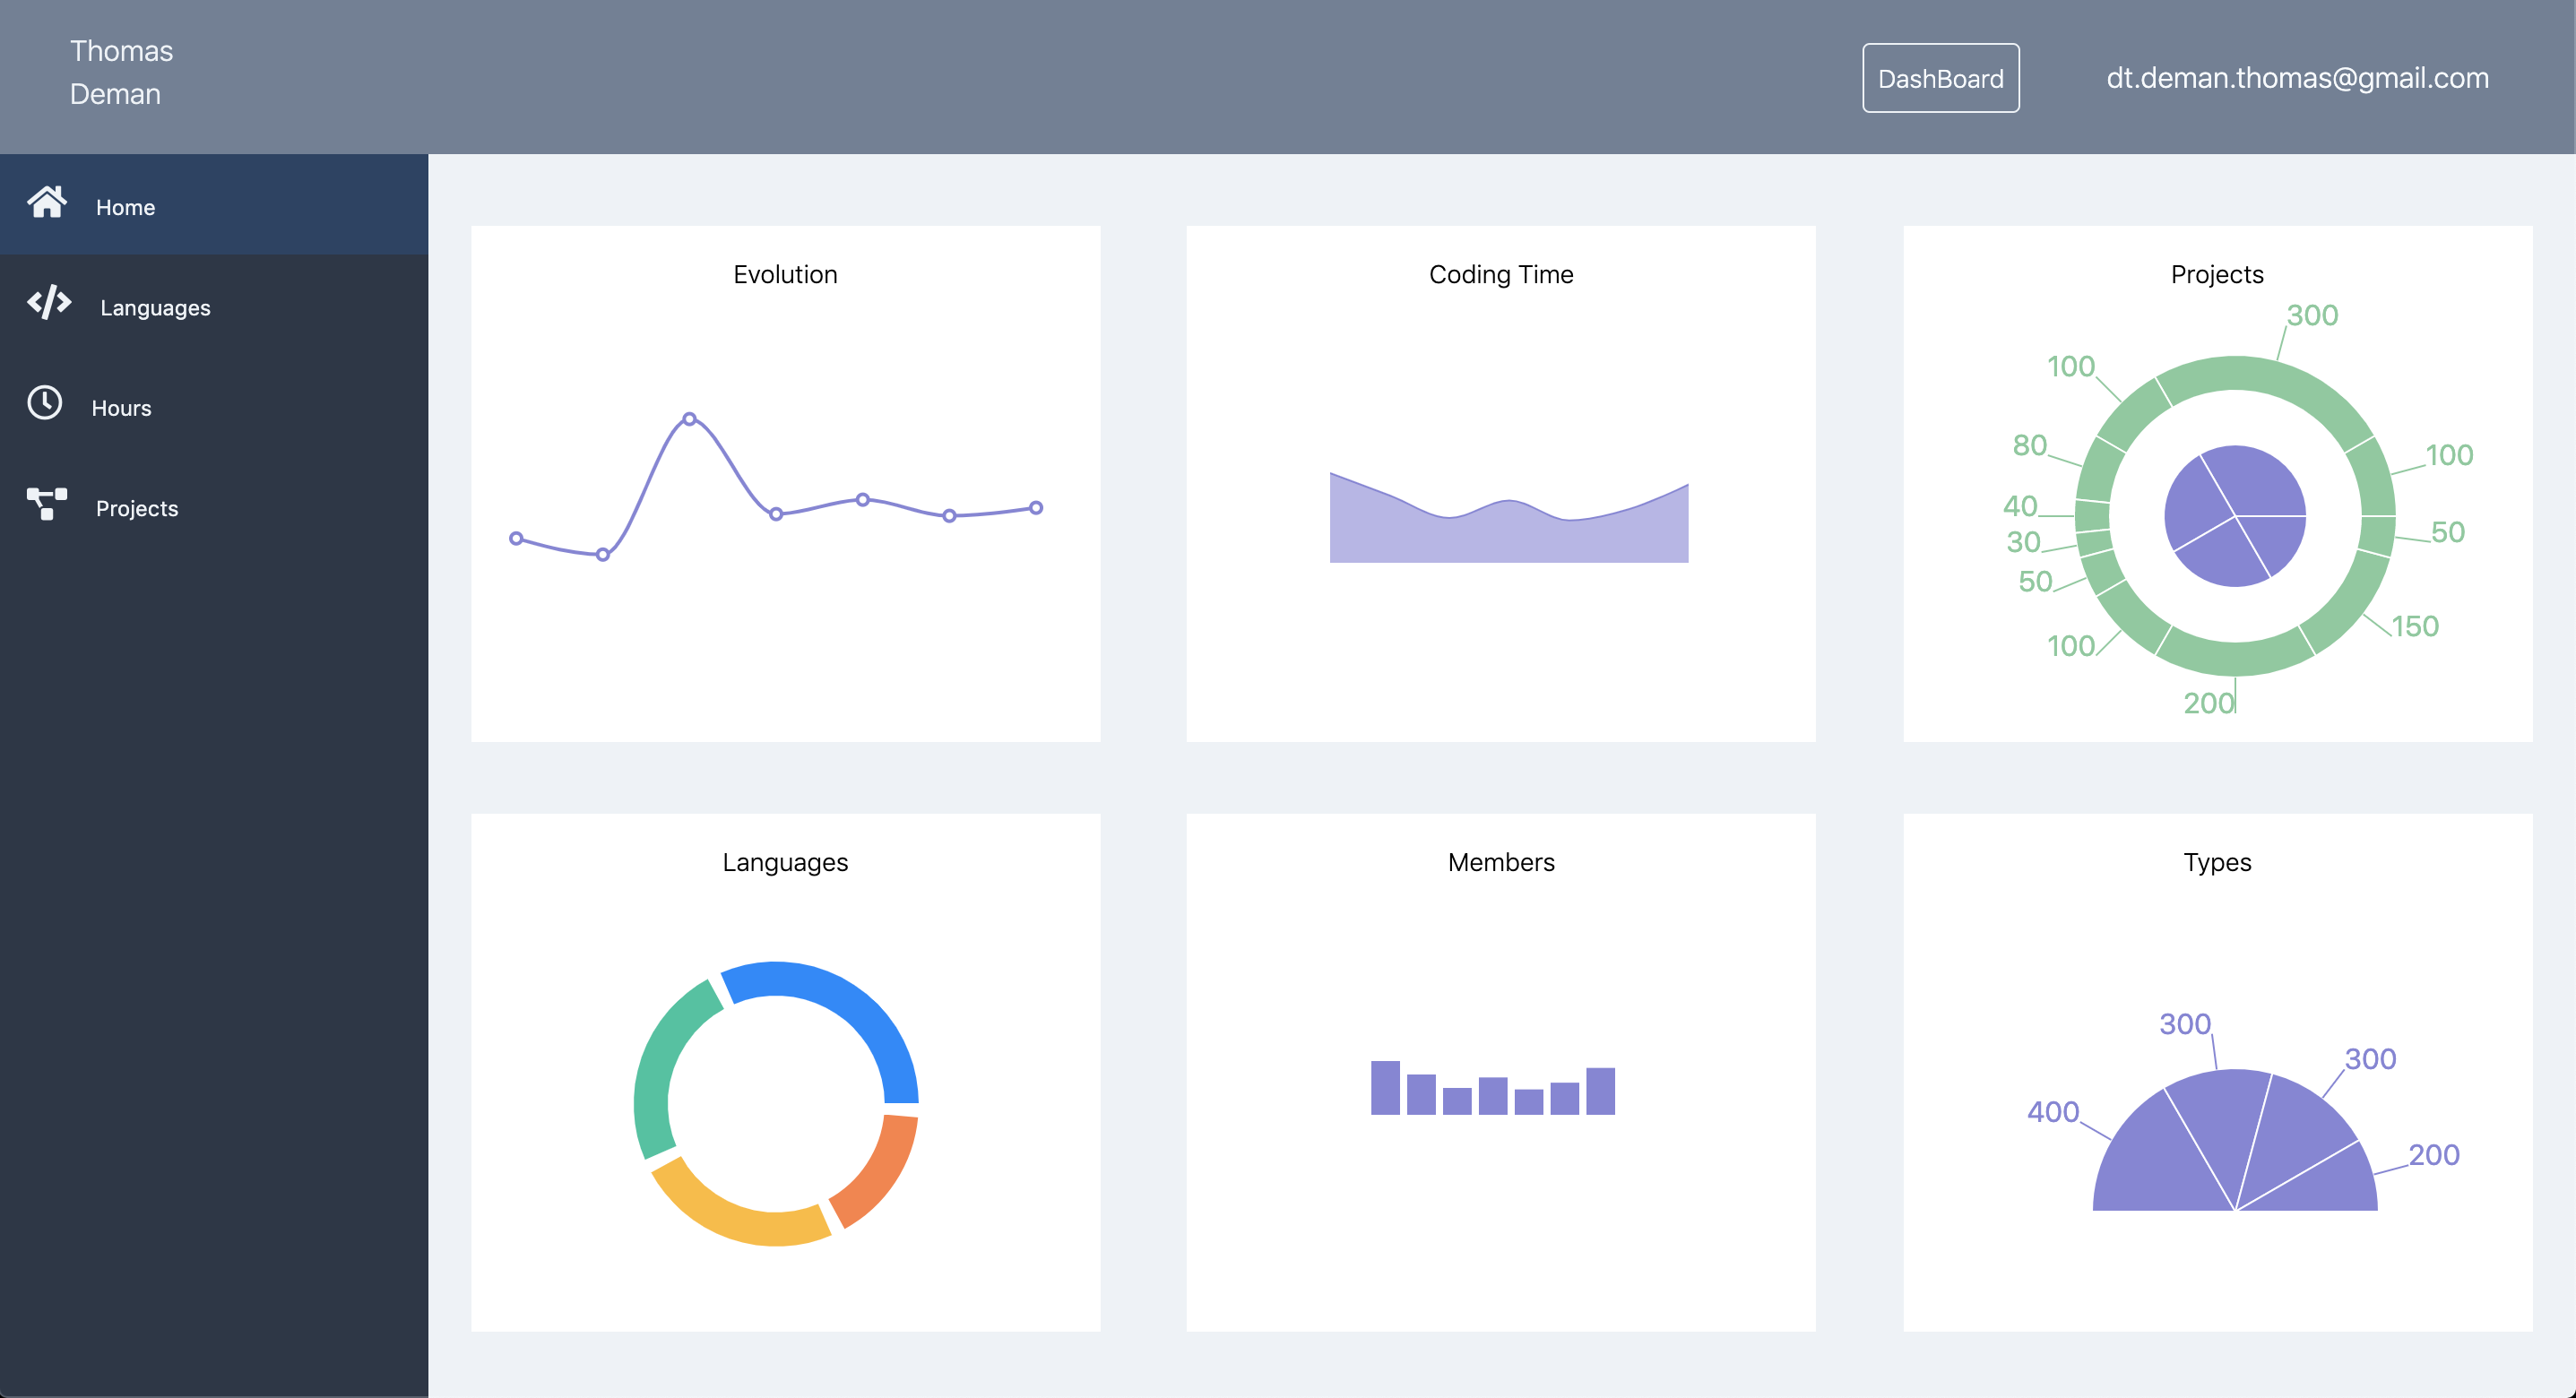 Thomas
Deman
DashBoard
dt.deman.thomas@gmail.com
Home
Languages
Hours
Projects
Evolution
Coding Time
Projects
300
100
100
80
40
50
30
50
150
100
200
Languages
Members
Types
300
300
400
200